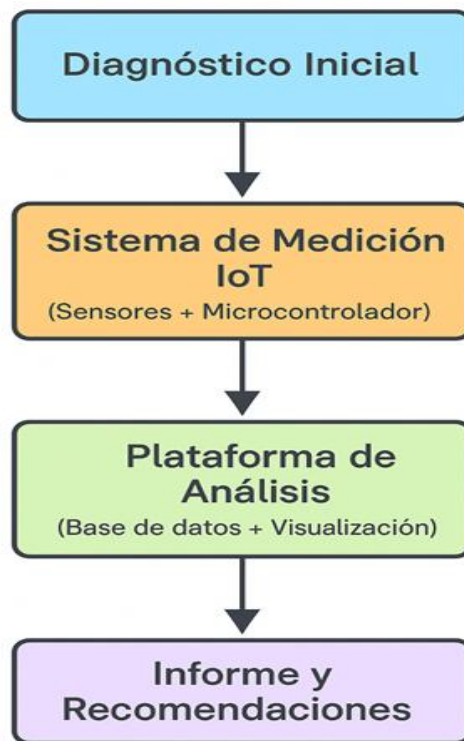 Diagnóstico Inicial
Sistema de Medición
IoT
(Sensores + Microcontrolador)
Plataforma de
Análisis
(Base de datos + Visualización)
Informe y
Recomendaciones